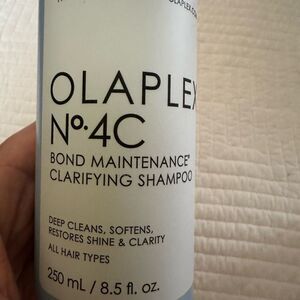 OLAPLEX
Nº.4C
BOND MAINTENANCE®
CLARIFYING SHAMPOO
DEEP CLEANS, SOFTENS,
RESTORES SHINE & CLARITY
ALL HAIR TYPES
250 mL / 8.5 fl. oz.